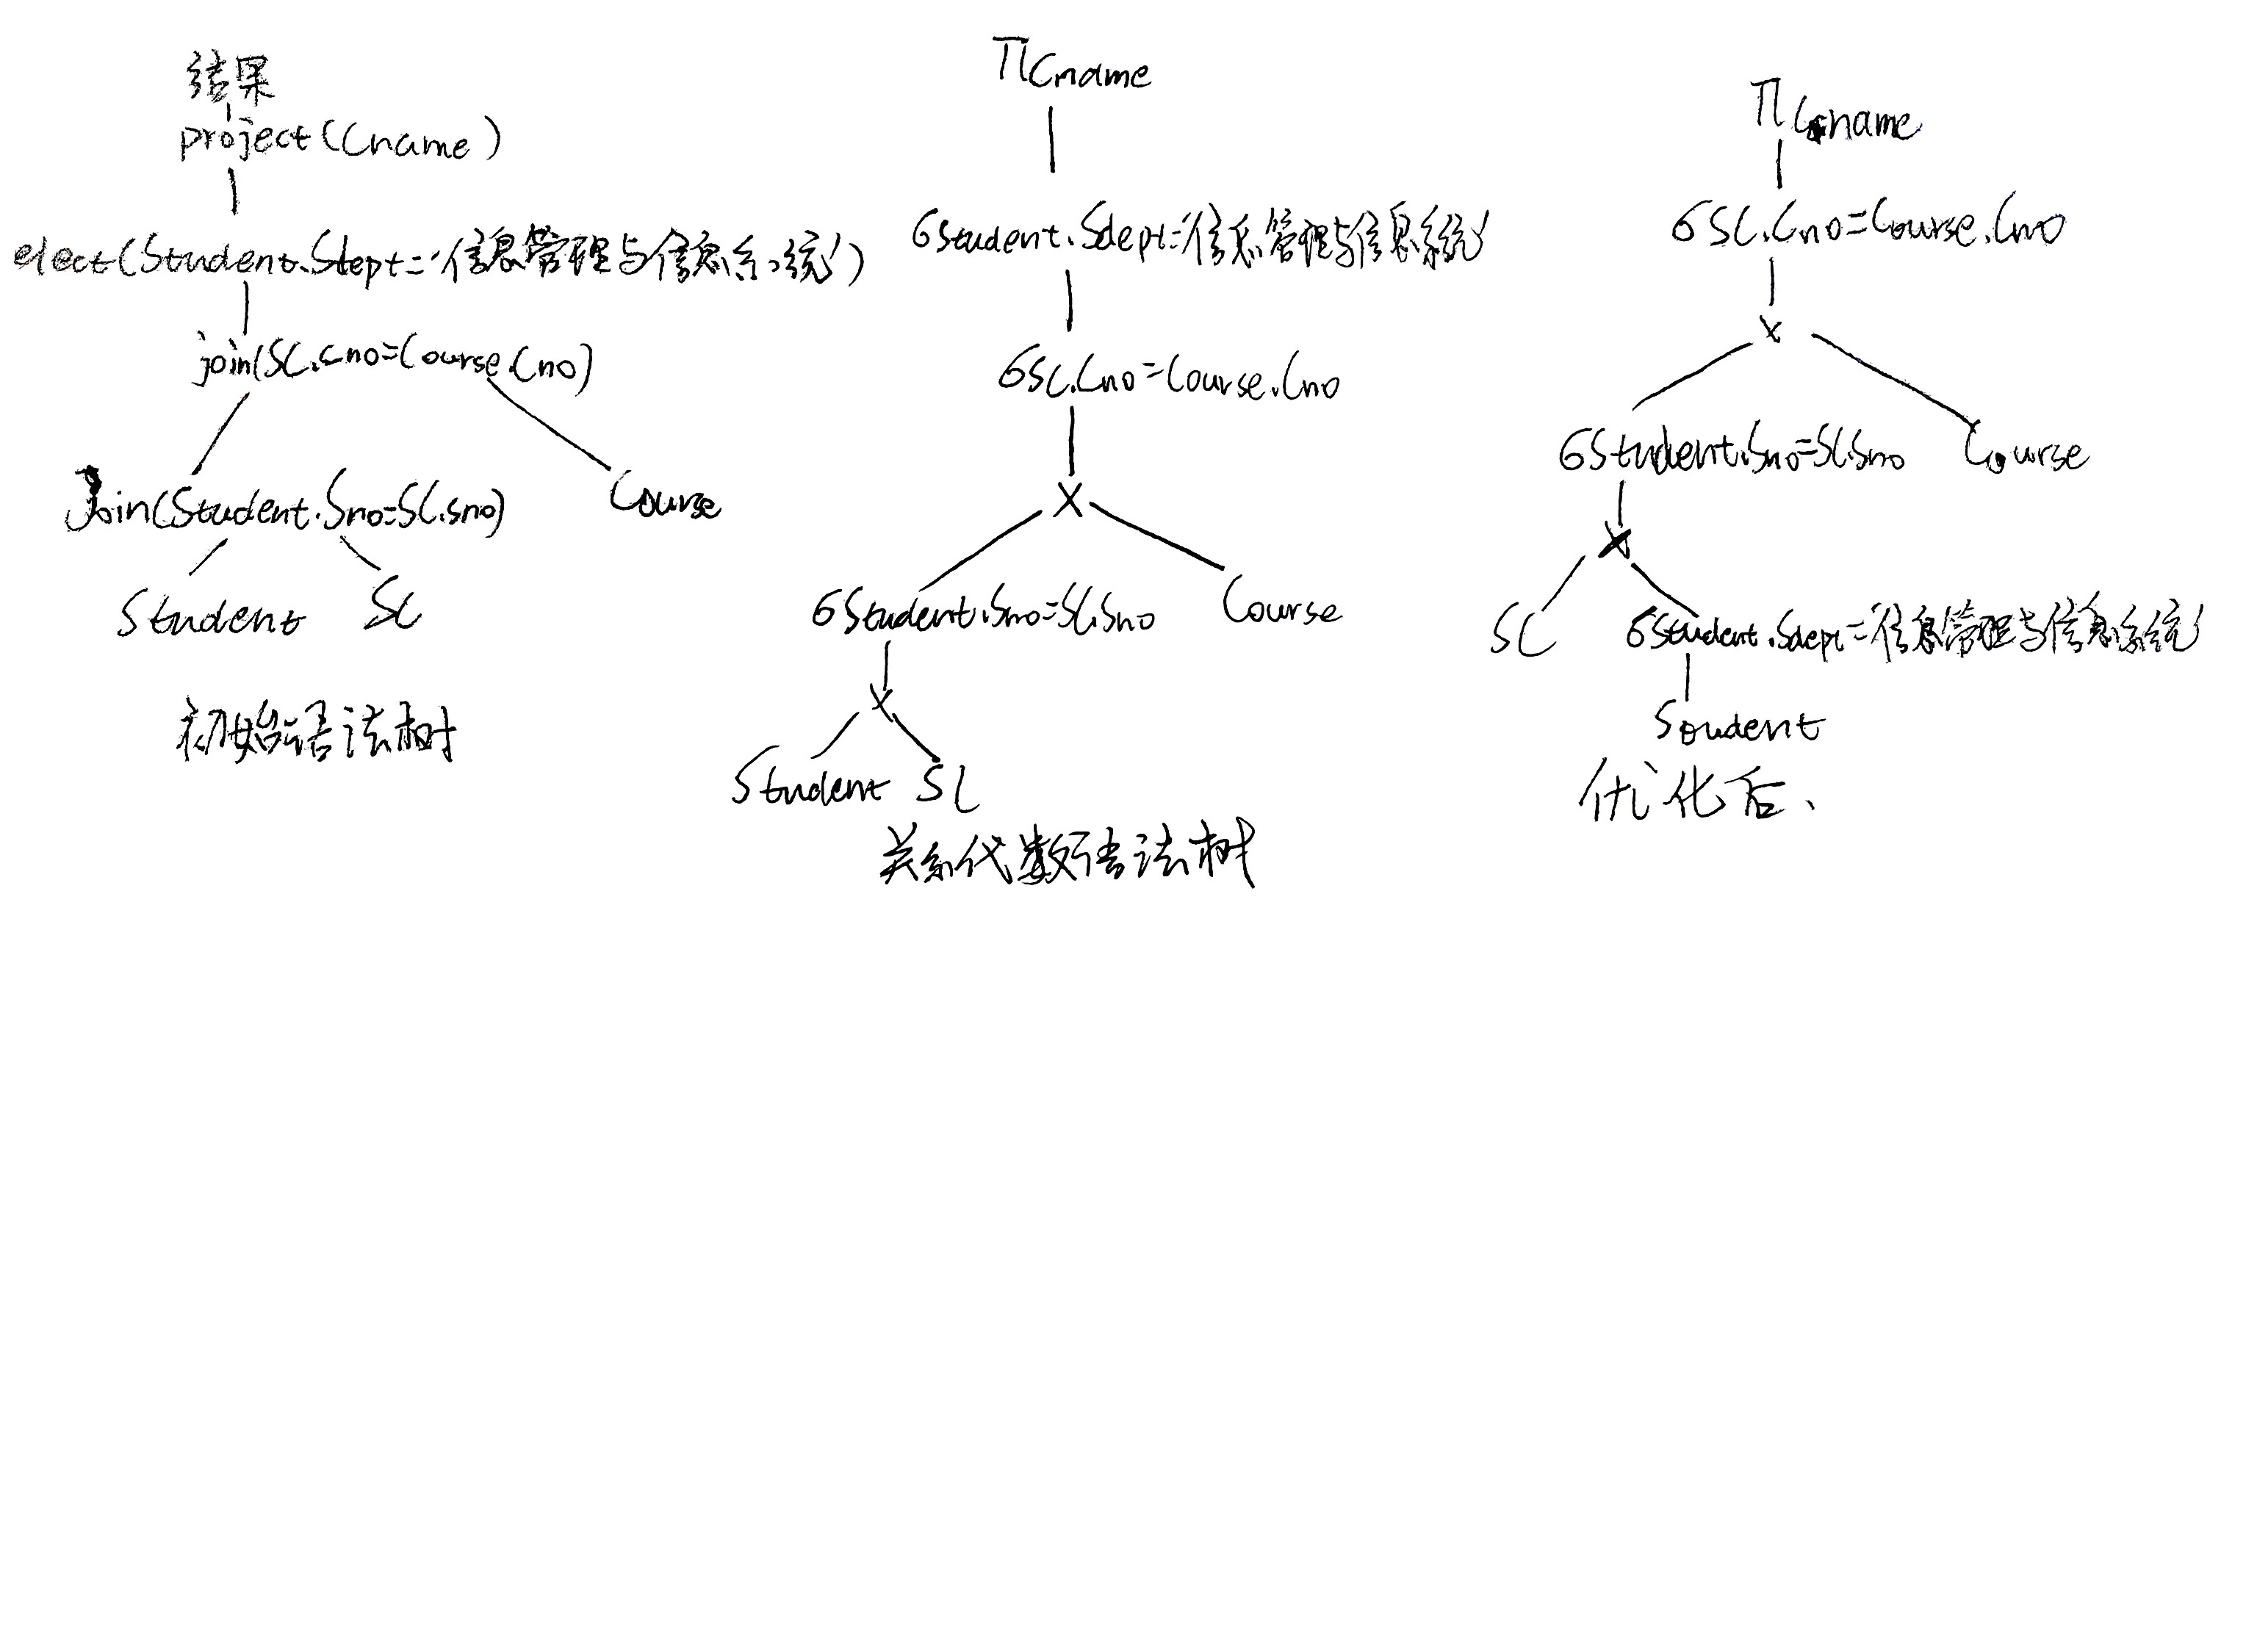 结果
project(Cname)
elect(Student.Sdept='信息管理与信息系统')
join(SC.cno=Course.Cno)
Join(Student.Sno=SC.sno)
Course
Student SC
初始语法树
ΠCname
σStudent.Sdept='信息管理与信息系统'
σSC.Cno=Course.Cno
X
σStudent.Sno=SC.Sno
Course
X
Student SC
关系代数语法树
ΠCname
σSC.Cno=Course.Cno
x
σStudent.Sno=SC.Sno
Course
X
SC
σStudent.Sdept='信息管理与信息系统'
Soudent
优化后、